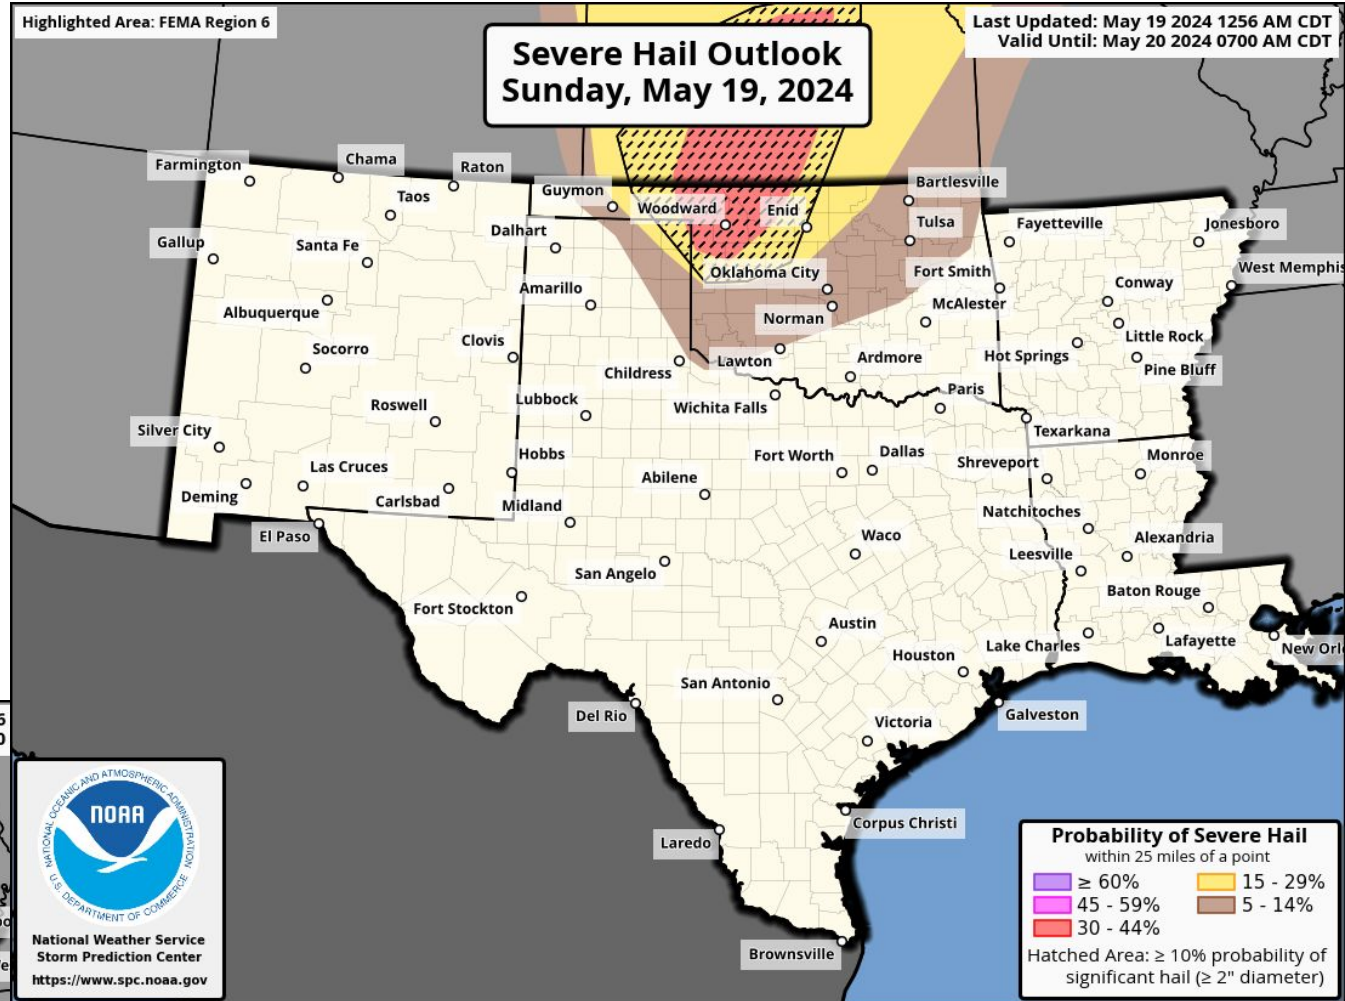 Highlighted Area: FEMA Region 6
Severe Hail Outlook
Sunday, May 19, 2024
Last Updated: May 19 2024 1256 AM CDT
Valid Until: May 20 2024 0700 AM CDT
Farmington
Chama
Raton
Taos
Guymon
Woodward
Enid
Bartlesville
Tulsa
Fayetteville
Jonesboro
Gallup
Santa Fe
Dalhart
Oklahoma City
Fort Smith
West Memphis
Albuquerque
Amarillo
Norman
McAlester
Conway
Socorro
Clovis
Childress
Lawton
Ardmore
Hot Springs
Little Rock
Pine Bluff
Roswell
Lubbock
Wichita Falls
Paris
Texarkana
Silver City
Las Cruces
Hobbs
Abilene
Fort Worth
Dallas
Shreveport
Monroe
Deming
Carlsbad
Midland
Natchitoches
El Paso
San Angelo
Waco
Leesville
Alexandria
Fort Stockton
Baton Rouge
Austin
Houston
Lake Charles
Lafayette
New Orl
San Antonio
Del Rio
Victoria
Galveston
Laredo
Corpus Christi
Brownsville
6
0
NATIONAL OCEANIC AND ATMOSPHERIC ADMINISTRATION
NOAA
U.S. DEPARTMENT OF COMMERCE
National Weather Service
Storm Prediction Center
https://www.spc.noaa.gov
Probability of Severe Hail
within 25 miles of a point
≥ 60%
15 - 29%
45 - 59%
5 - 14%
30 - 44%
Hatched Area: ≥ 10% probability of
significant hail (≥ 2" diameter)